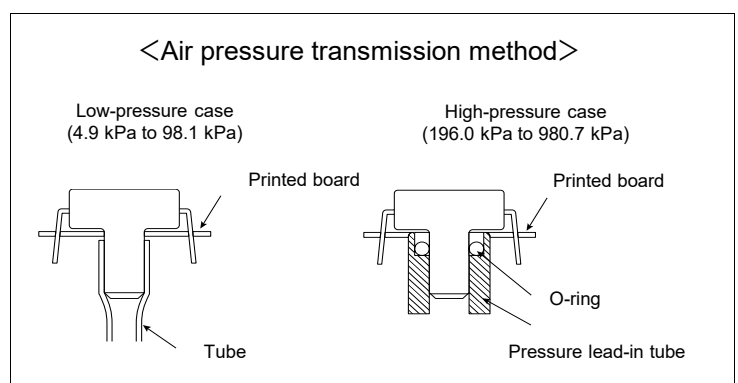 ＜Air pressure transmission method＞
Low-pressure case
(4.9 kPa to 98.1 kPa)
Printed board
Tube
High-pressure case
(196.0 kPa to 980.7 kPa)
Printed board
O-ring
Pressure lead-in tube